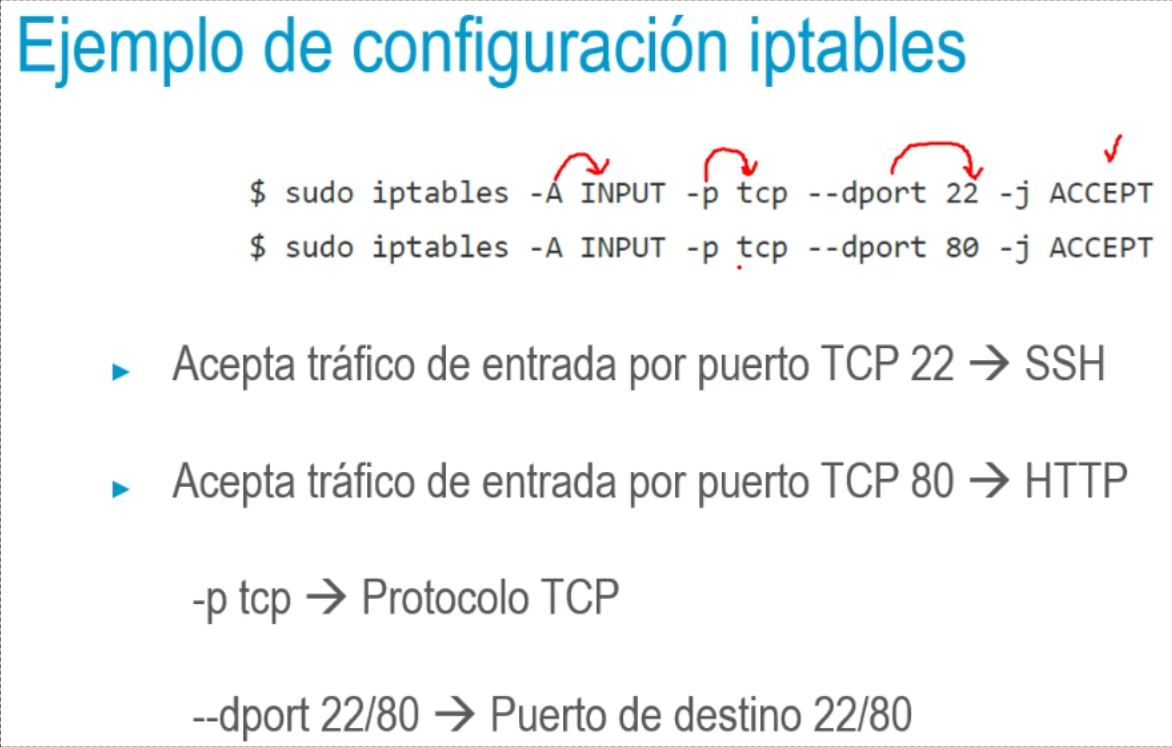 Ejemplo de configuración iptables
$ sudo iptables -A INPUT -p tcp --dport 22 -j ACCEPT
$ sudo iptables -A INPUT -p tcp --dport 80 -j ACCEPT
► Acepta tráfico de entrada por puerto TCP 22 → SSH
► Acepta tráfico de entrada por puerto TCP 80 → HTTP
-p tcp → Protocolo TCP
--dport 22/80 → Puerto de destino 22/80